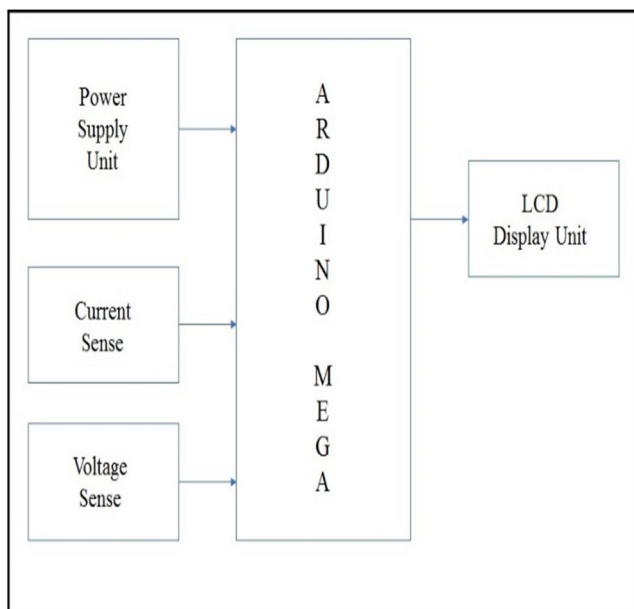 Power
Supply
Unit
Current
Sense
Voltage
Sense
A
R
D
U
I
N
O
M
E
G
A
LCD
Display Unit